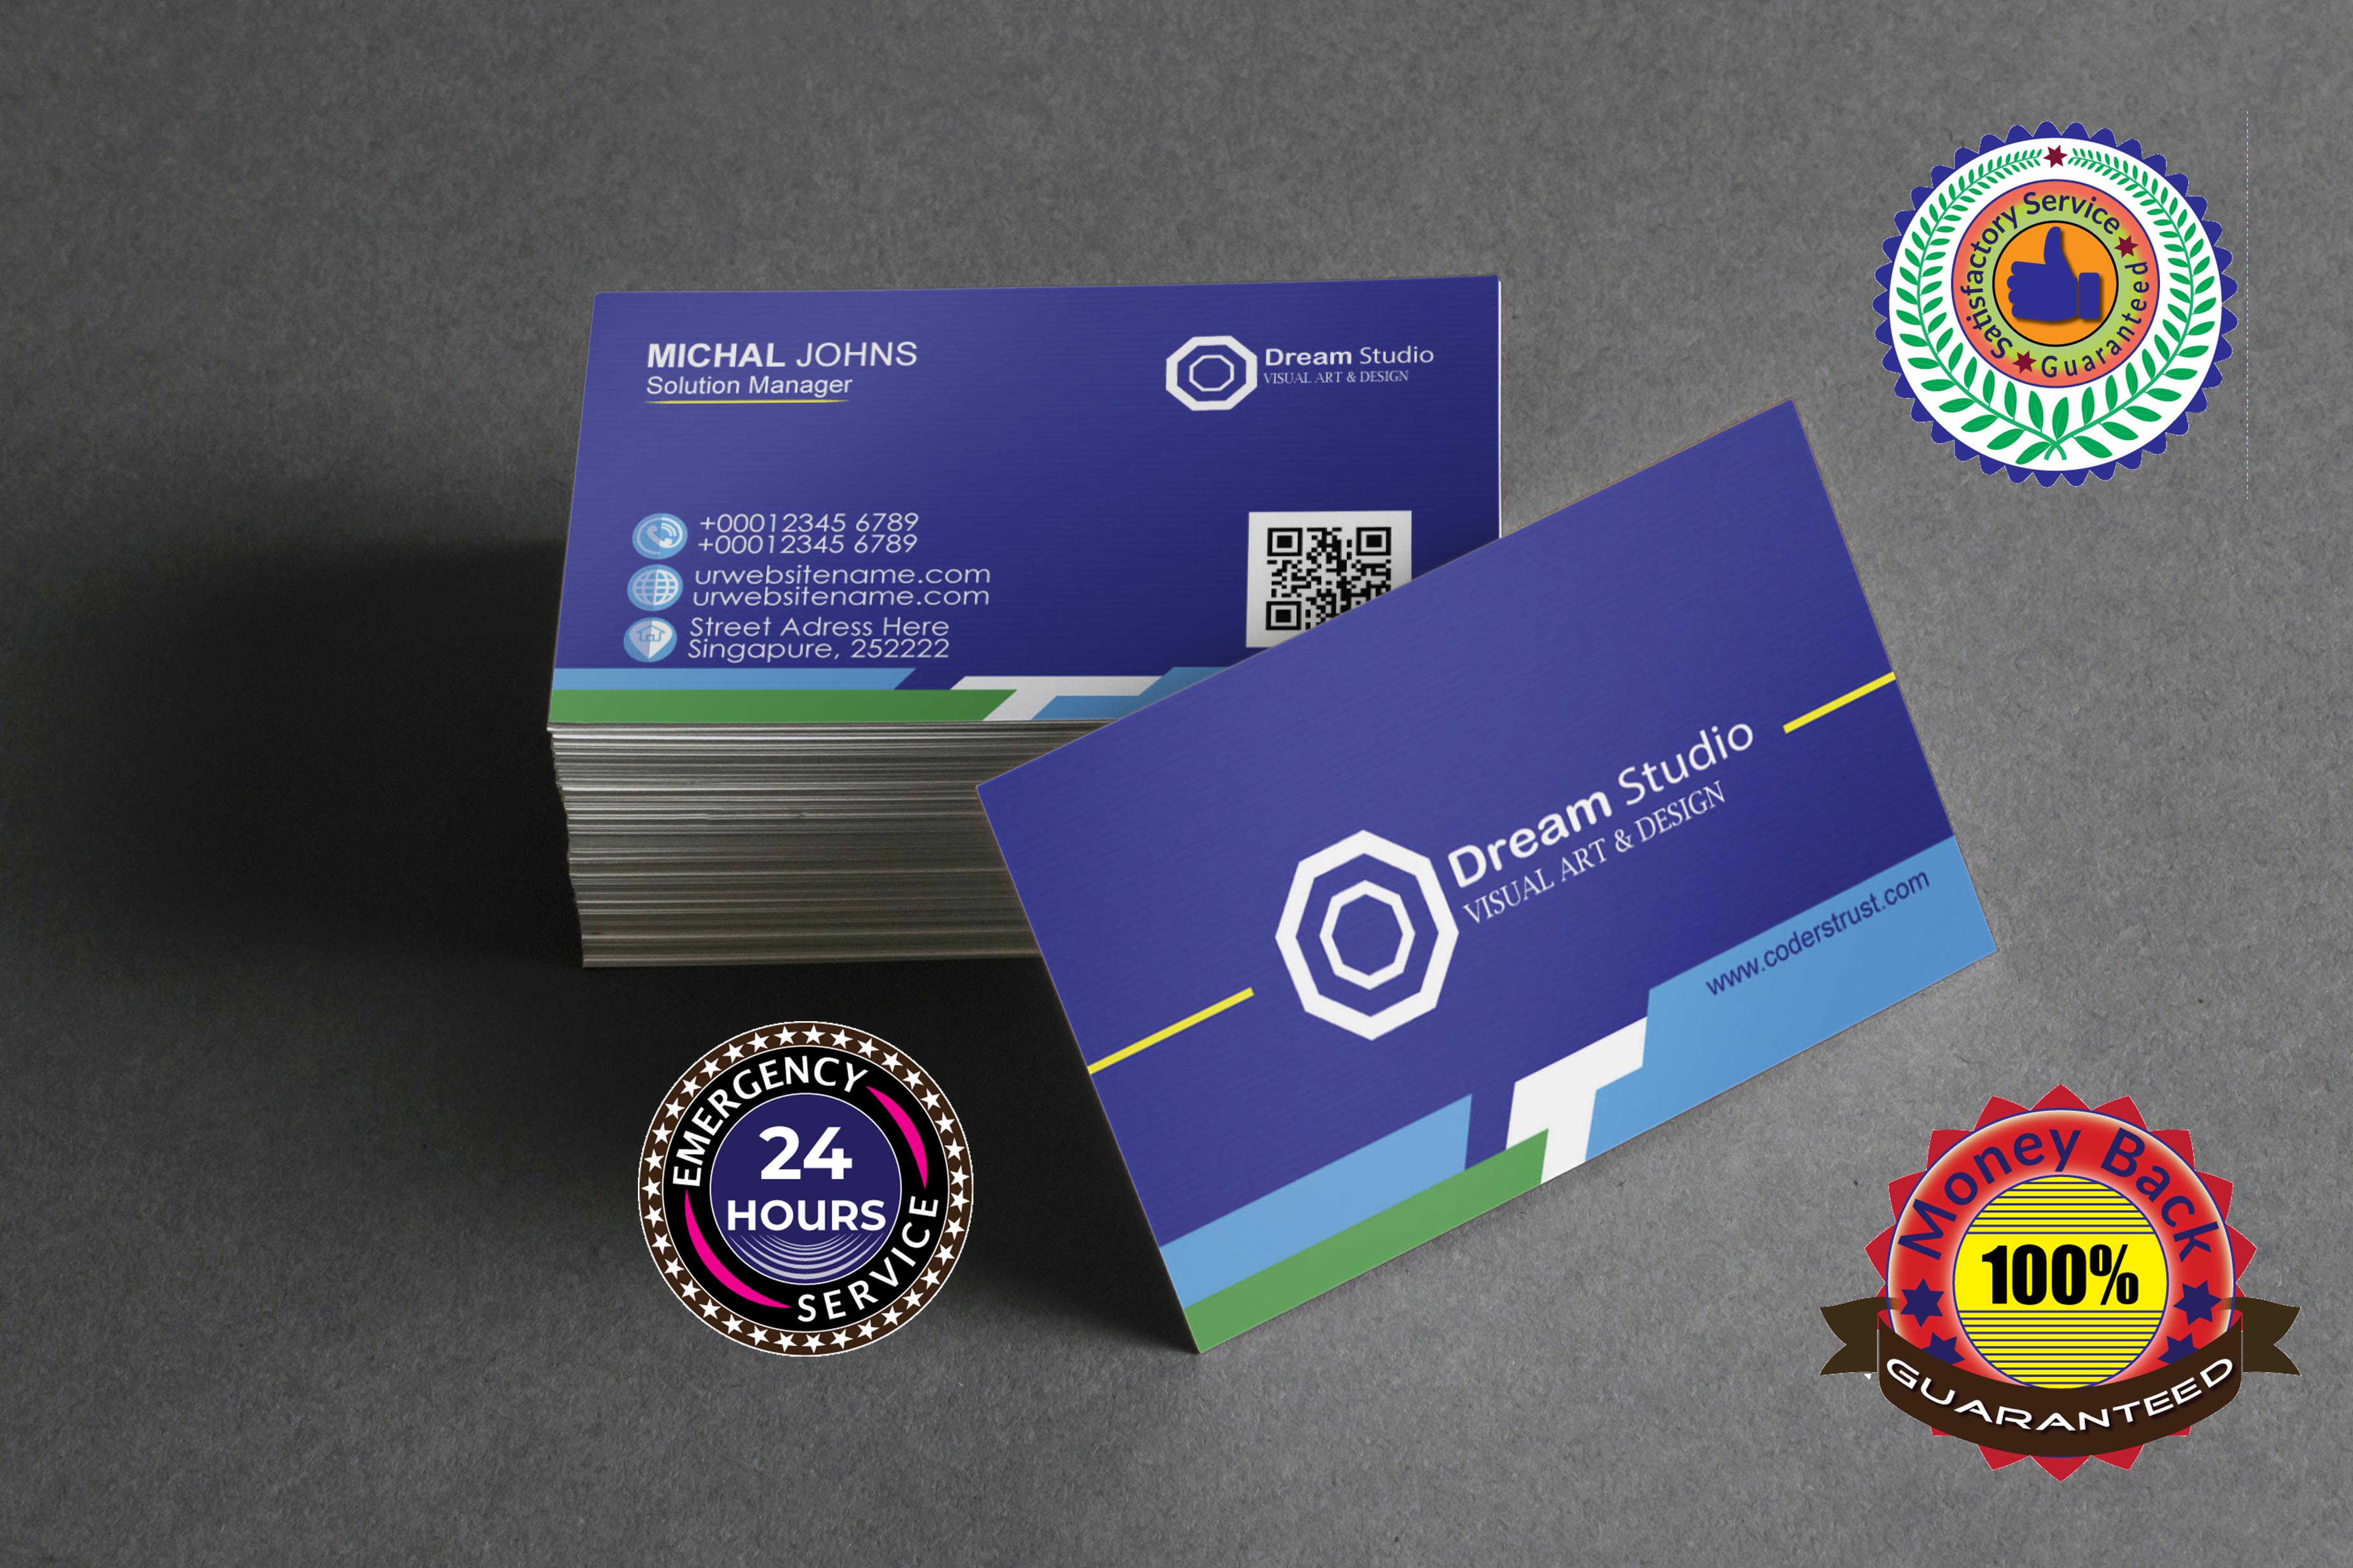 MICHAL JOHNS
Solution Manager
Dream Studio
VISUAL ART & DESIGN
+00012345 6789
+00012345 6789
urwebsitename.com
urwebsitename.com
Street Adress Here
Singapure, 252222
Dream Studio
VISUAL ART & DESIGN
www.coderstrust.com
Satisfactory Service
Guaranteed
EMERGENCY
24
HOURS
SERVICE
Money Back
100%
GUARANTEED